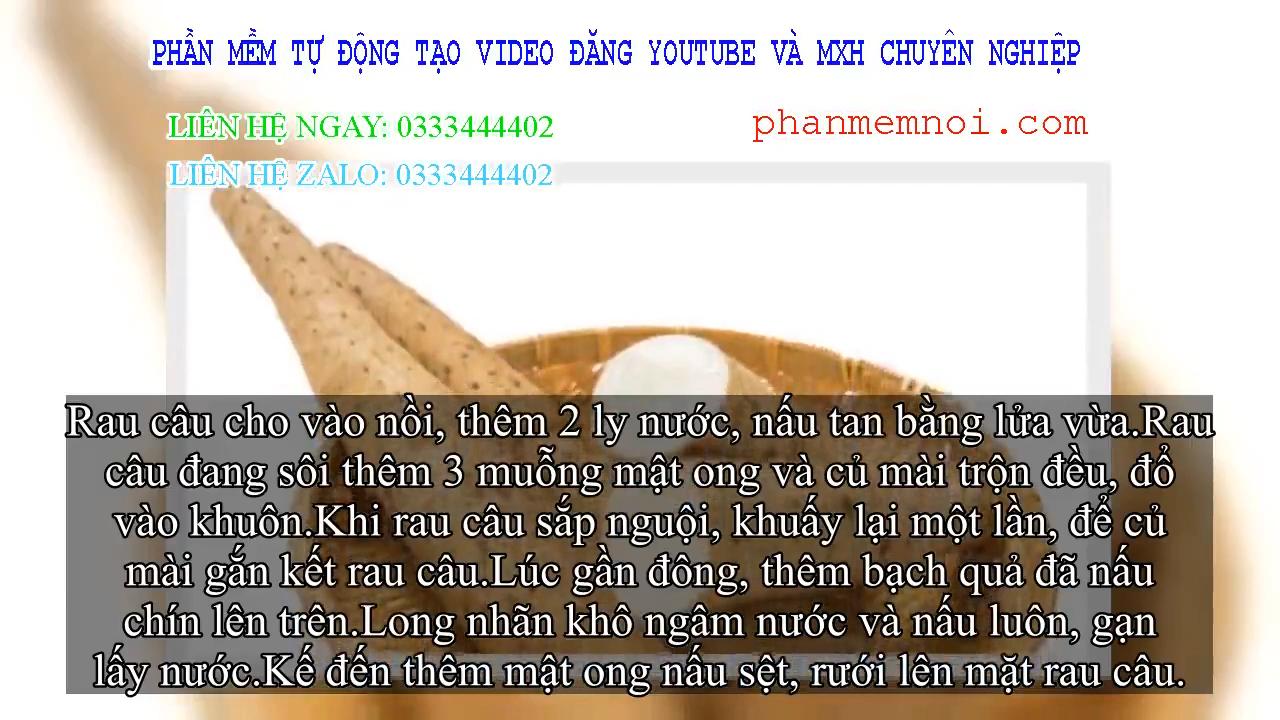 PHẦN MỀM TỰ ĐỘNG TẠO VIDEO ĐĂNG YOUTUBE VÀ MXH CHUYÊN NGHIỆP
LIÊN HỆ NGAY: 0333444402
phanmemnoi.com
LIÊN HỆ ZALO: 0333444402
Rau câu cho vào nồi, thêm 2 ly nước, nấu tan bằng lửa vừa.Rau
câu đang sôi thêm 3 muỗng mật ong và củ mài trộn đều, đổ
vào khuôn.Khi rau câu sắp nguội, khuấy lại một lần, để củ
mài gắn kết rau câu.Lúc gần đông, thêm bạch quả đã nấu
chín lên trên.Long nhãn khô ngâm nước và nấu luôn, gạn
lấy nước.Kế đến thêm mật ong nấu sệt, rưới lên mặt rau câu.